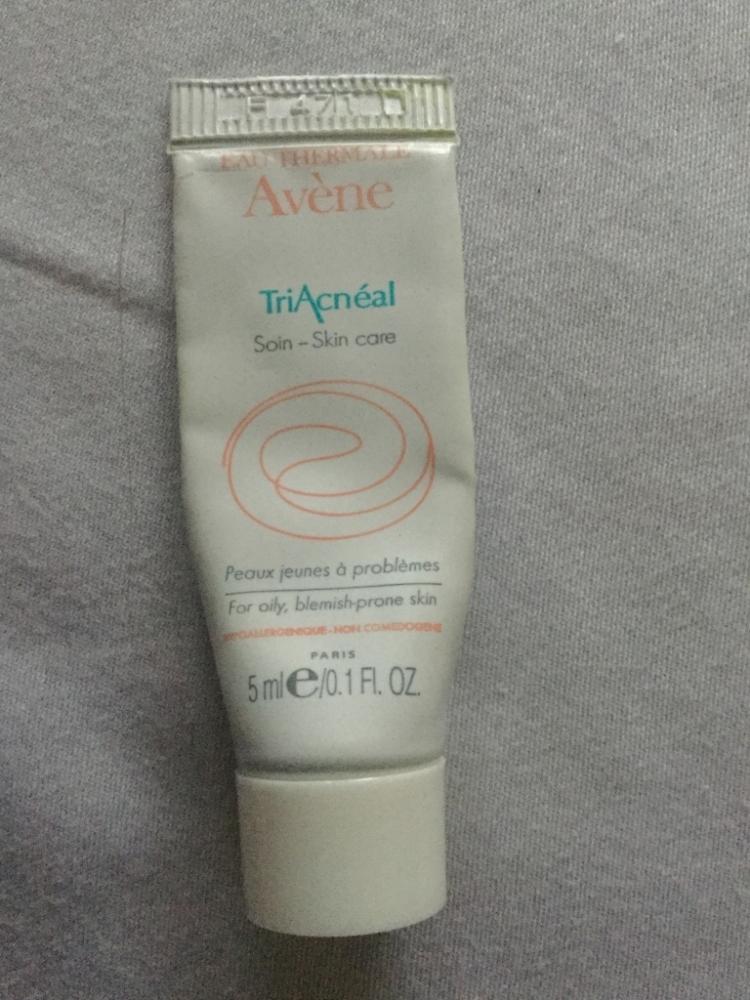 EAU THERMALE
Avène
TriAcnéal
Soin – Skin care
Peaux jeunes à problèmes
For oily, blemish-prone skin
HYPOALLERGENIQUE - NON COMEDOGENE
PARIS
5 ml e/0.1 Fl. OZ.